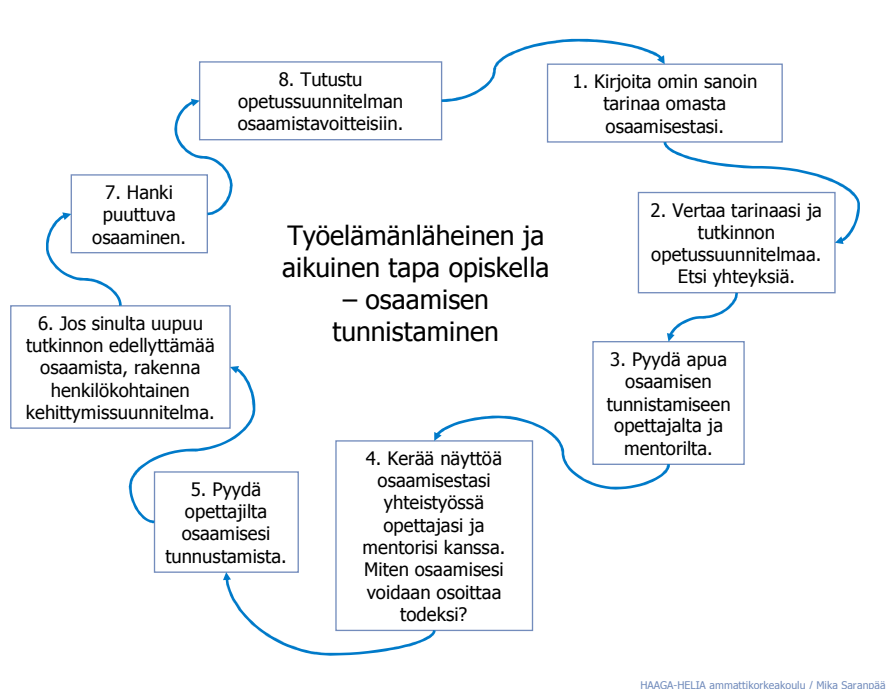 8. Tutustu
opetussuunnitelman
osaamistavoitteisiin.
1. Kirjoita omin sanoin
tarinaa omasta
osaamisestasi.
7. Hanki
puuttuva
osaaminen.
2. Vertaa tarinaasi ja
tutkinnon
opetussuunnitelmaa.
Etsi yhteyksiä.
Työelämänläheinen ja
aikuinen tapa opiskella
– osaamisen
tunnistaminen
6. Jos sinulta uupuu
tutkinnon edellyttämää
osaamista, rakenna
henkilökohtainen
kehittymissuunnitelma.
3. Pyydä apua
osaamisen
tunnistamiseen
opettajalta ja
mentorilta.
4. Kerää näyttöä
osaamisestasi
yhteistyössä
opettajasi ja
mentorisi kanssa.
Miten osaamisesi
voidaan osoittaa
todeksi?
5. Pyydä
opettajilta
osaamisesi
tunnustamista.
HAAGA-HELIA ammattikorkeakoulu / Mika Saranpää